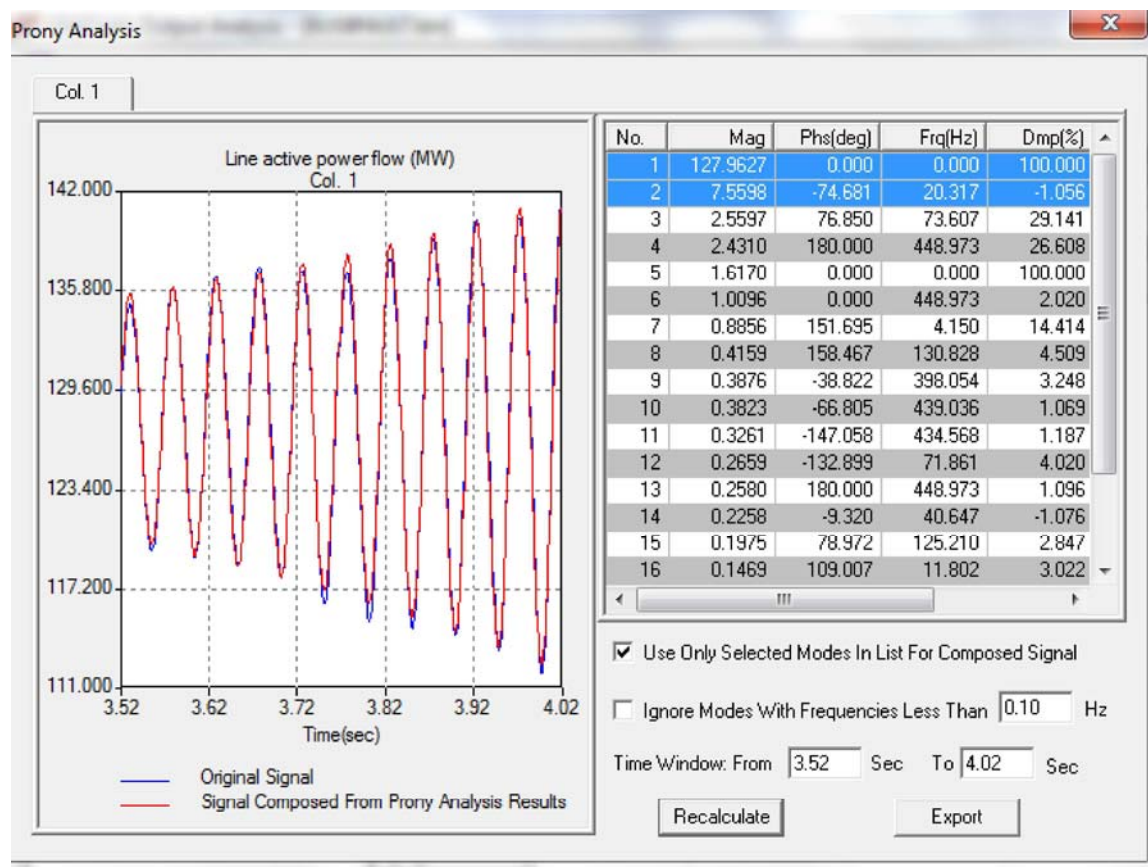 Prony Analysis
Col. 1
Line active power flow (MW)
Col. 1
142.000
135.800
129.600
123.400
117.200
111.000
3.52 3.62 3.72 3.82 3.92 4.02
Time(sec)
Original Signal
Signal Composed From Prony Analysis Results
No. Mag Phs(deg) Frq(Hz) Dmp(%)
1 127.9627 0.000 0.000 100.000
2 7.5598 -74.681 20.317 -1.056
3 2.5597 76.850 73.607 29.141
4 2.4310 180.000 448.973 26.608
5 1.6170 0.000 0.000 100.000
6 1.0096 0.000 448.973 2.020
7 0.8856 151.695 4.150 14.414
8 0.4159 158.467 130.828 4.509
9 0.3876 -38.822 398.054 3.248
10 0.3823 -66.805 439.036 1.069
11 0.3261 -147.058 434.568 1.187
12 0.2659 -132.899 71.861 4.020
13 0.2580 180.000 448.973 1.096
14 0.2258 -9.320 40.647 -1.076
15 0.1975 78.972 125.210 2.847
16 0.1469 109.007 11.802 3.022
Use Only Selected Modes In List For Composed Signal
Ignore Modes With Frequencies Less Than 0.10 Hz
Time Window: From 3.52 Sec To 4.02 Sec
Recalculate Export